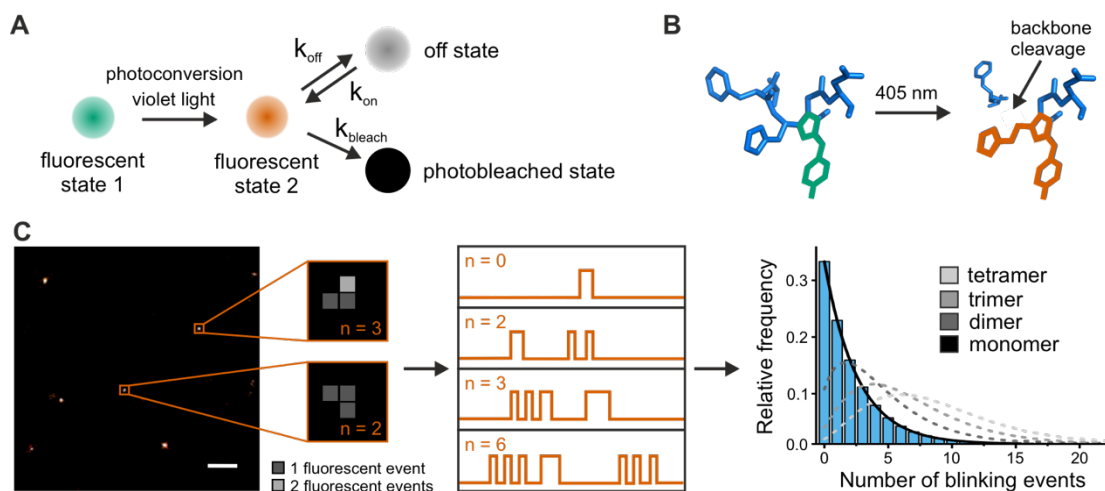 A
photoconversion
violet light
fluorescent
state 1
fluorescent
state 2
k_off
k_on
k_bleach
off state
photobleached state
B
405 nm
backbone
cleavage
C
n = 3
n = 2
1 fluorescent event
2 fluorescent events
n = 0
n = 2
n = 3
n = 6
Relative frequency
0.3
0.2
0.1
0.0
0
5
10
15
20
Number of blinking events
tetramer
trimer
dimer
monomer